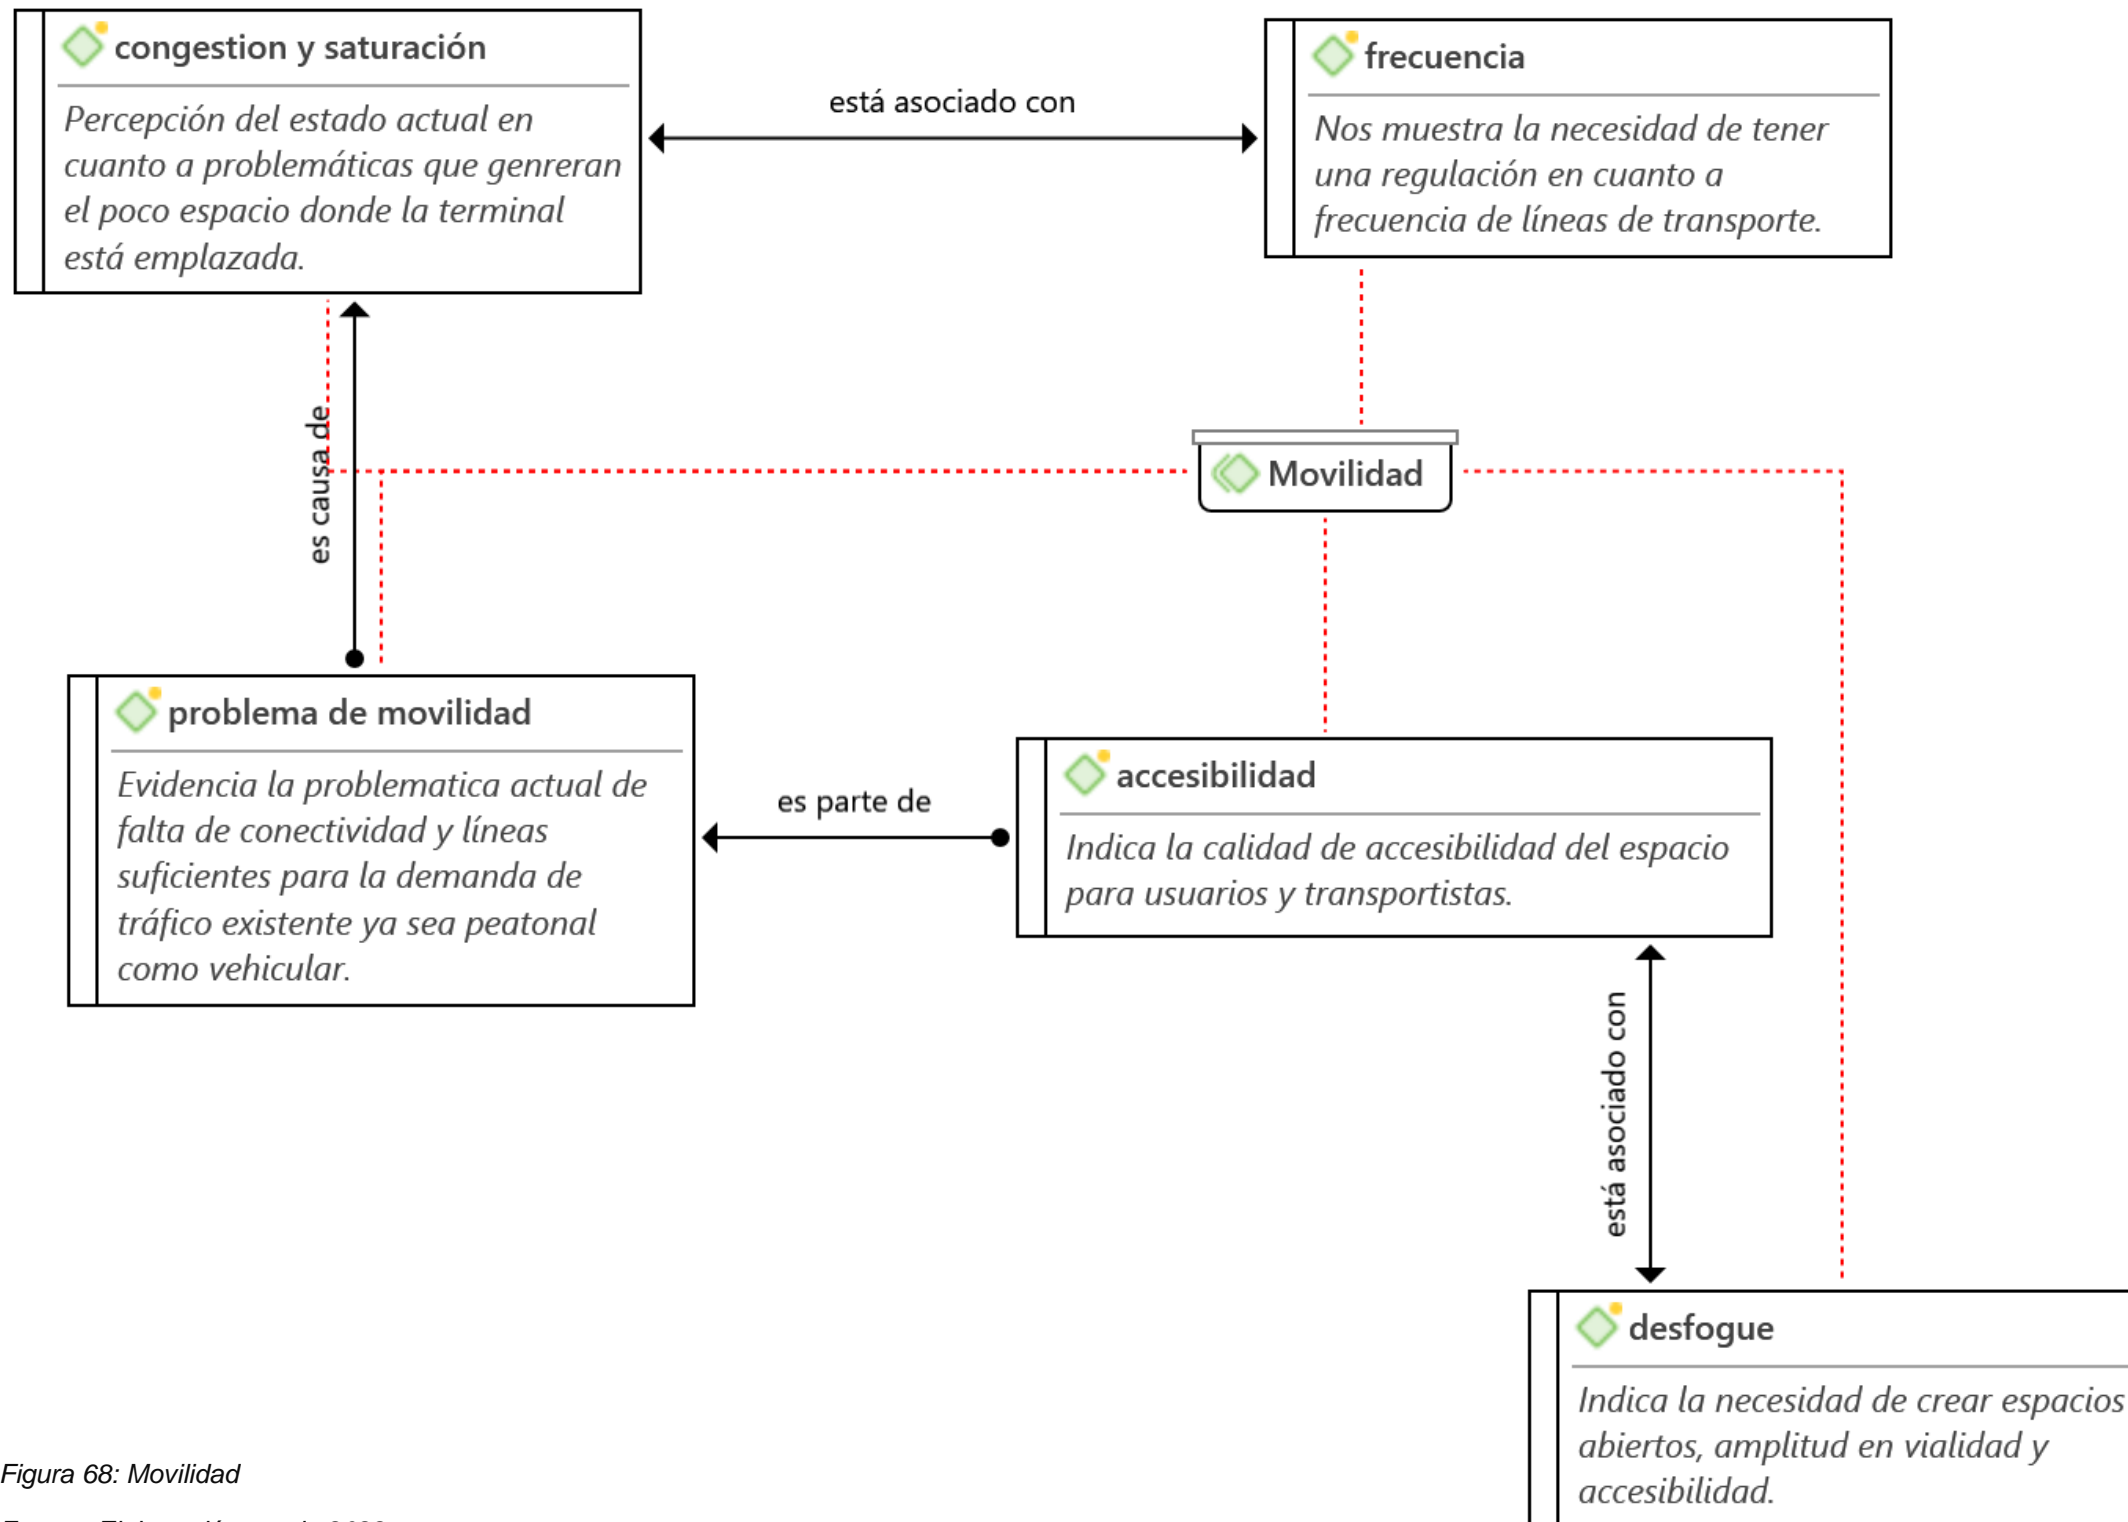 congestion y saturación
Percepción del estado actual en
cuanto a problemáticas que genreran
el poco espacio donde la terminal
está emplazada.
está asociado con
frecuencia
Nos muestra la necesidad de tener
una regulación en cuanto a
frecuencia de líneas de transporte.
es causa de
Movilidad
problema de movilidad
Evidencia la problematica actual de
falta de conectividad y líneas
suficientes para la demanda de
tráfico existente ya sea peatonal
como vehicular.
es parte de
accesibilidad
Indica la calidad de accesibilidad del espacio
para usuarios y transportistas.
está asociado con
desfogue
Indica la necesidad de crear espacios
abiertos, amplitud en vialidad y
accesibilidad.
Figura 68: Movilidad